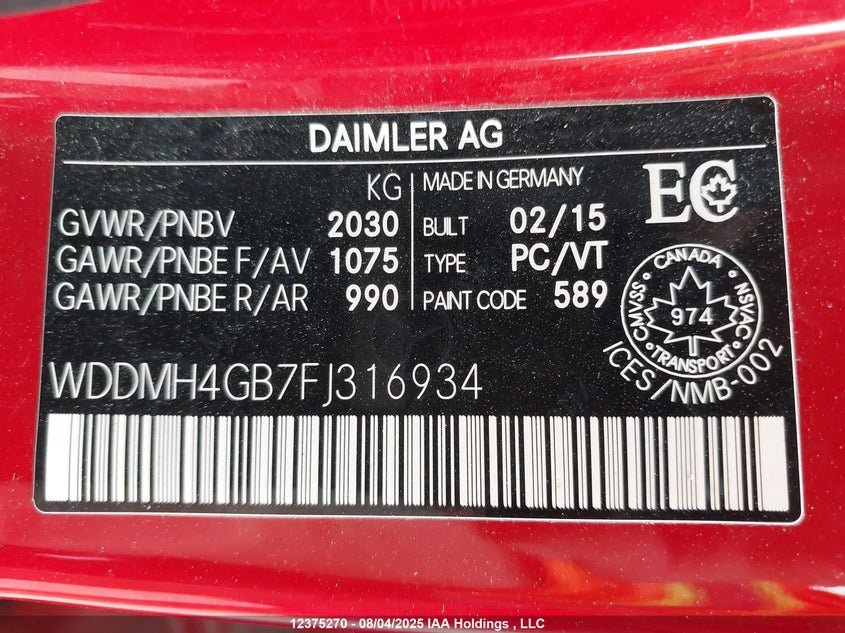 DAIMLER AG
KG
GVWR/PNBV 2030
GAWR/PNBE F/AV 1075
GAWR/PNBE R/AR 990
MADE IN GERMANY
BUILT 02/15
TYPE PC/VT
PAINT CODE 589
EC
CANADA
CMVSS 974 NSVAC
TRANSPORT
ICES/NMB-002
WDDMH4GB7FJ316934
12375270 - 08/04/2025 IAA Holdings , LLC